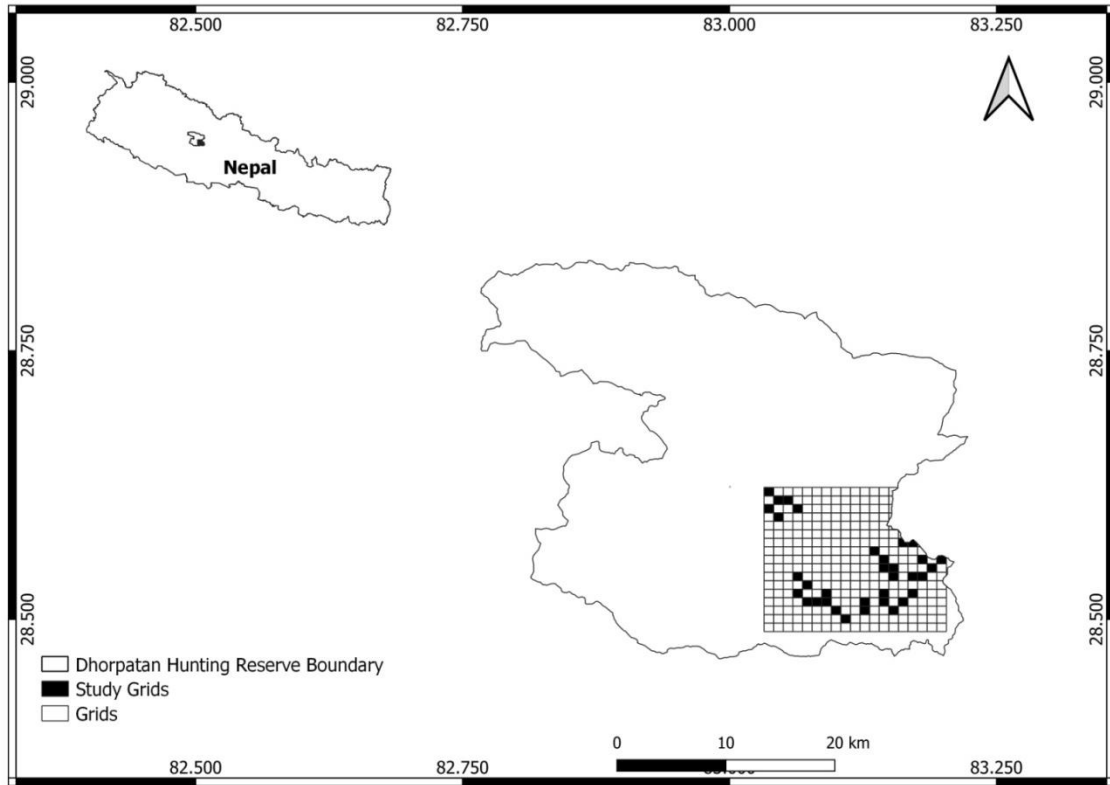 82.500 82.750 83.000 83.250
29.000 29.000
Nepal
28.750 28.750
28.500 28.500
Dhorpatan Hunting Reserve Boundary
Study Grids
Grids
0 10 20 km
82.500 82.750 83.000 83.250